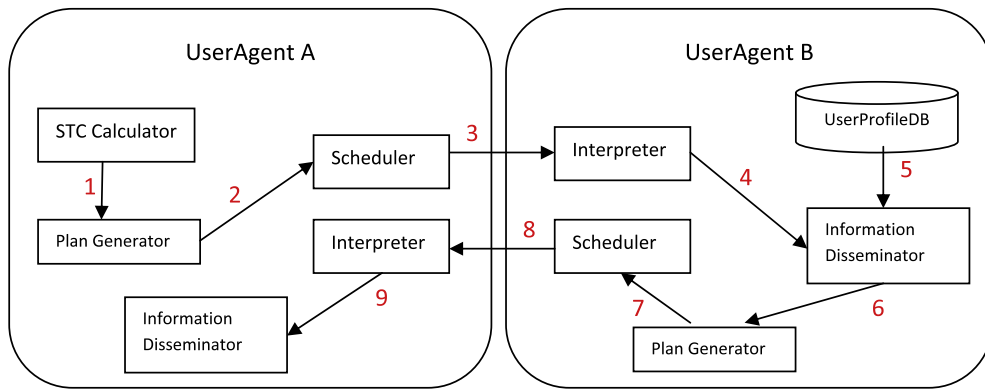 UserAgent A
UserAgent B
STC Calculator
1
Plan Generator
2
Scheduler
3
Interpreter
4
UserProfileDB
5
Information
Disseminator
6
Plan Generator
7
Scheduler
8
Interpreter
9
Information
Disseminator